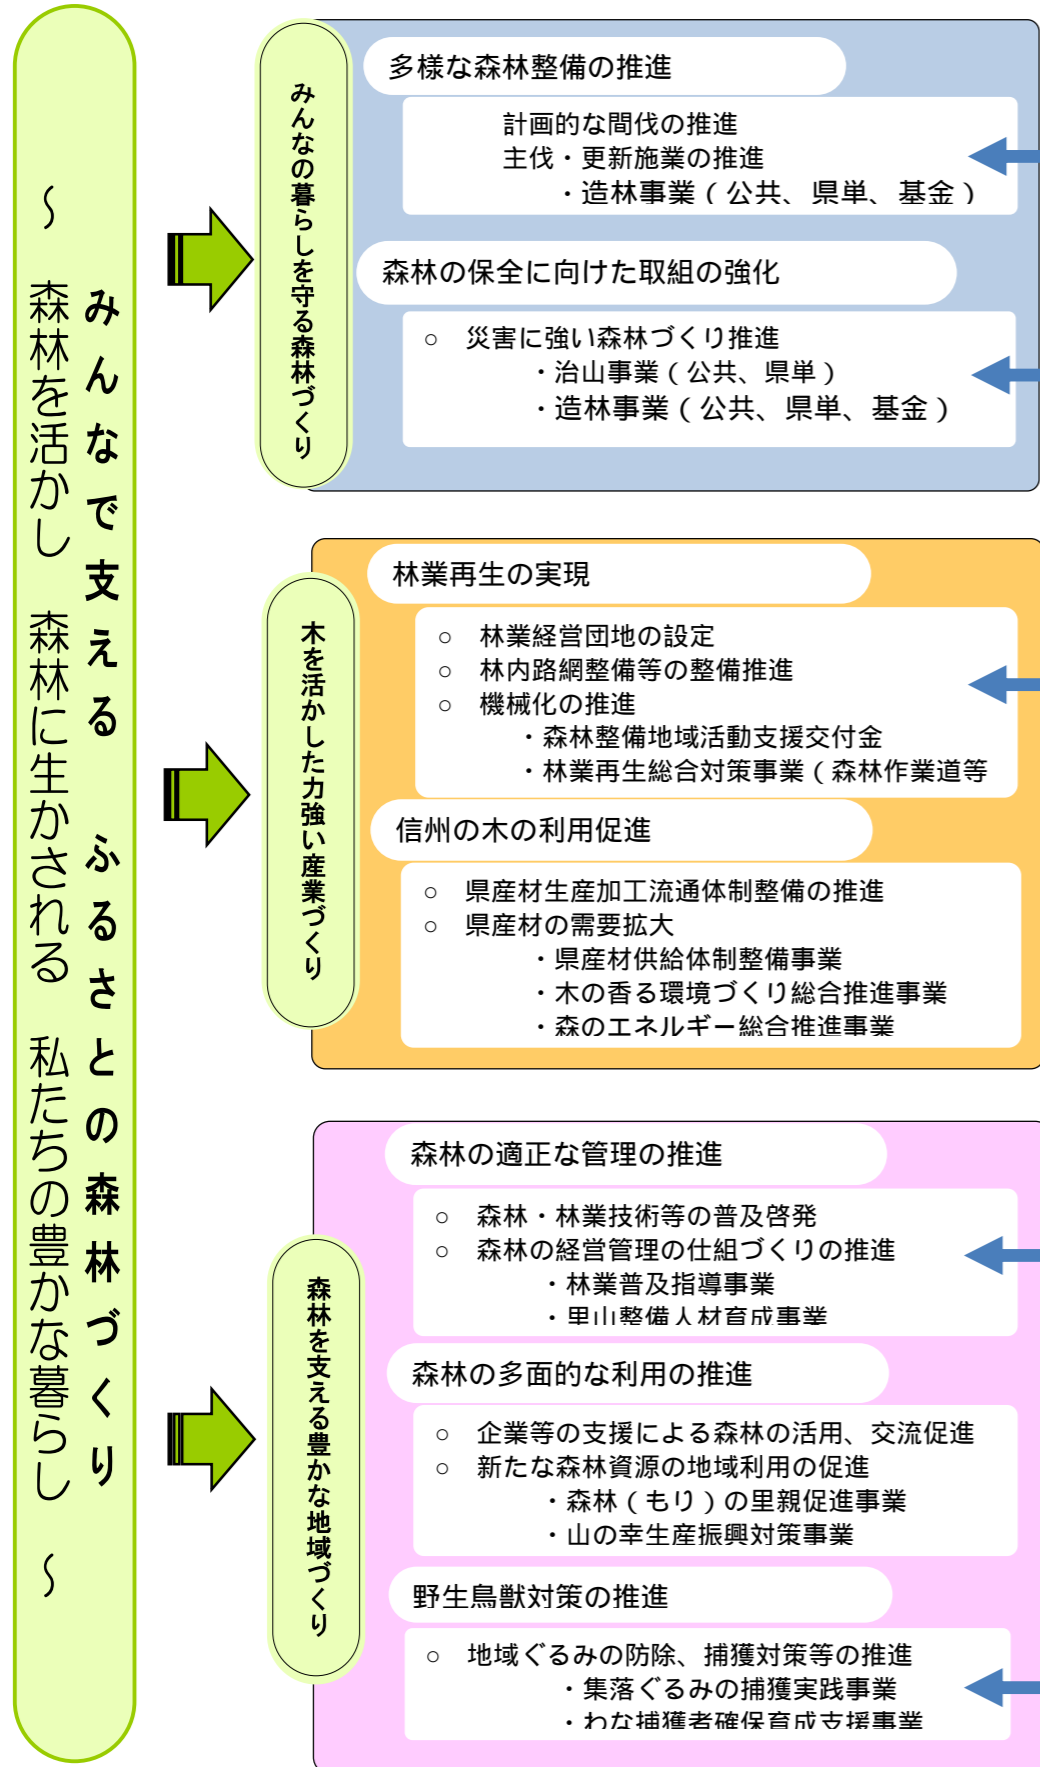 みんなで支える　ふるさとの森林づくり
～　森林を活かし　森林に生かされる　私たちの豊かな暮らし　～
みんなの暮らしを守る森林づくり
多様な森林整備の推進
計画的な間伐の推進
主伐・更新施業の推進
・造林事業（公共、県単、基金）
森林の保全に向けた取組の強化
○　災害に強い森林づくり推進
・治山事業（公共、県単）
・造林事業（公共、県単、基金）
木を活かした力強い産業づくり
林業再生の実現
○　林業経営団地の設定
○　林内路網整備等の整備推進
○　機械化の推進
・森林整備地域活動支援交付金
・林業再生総合対策事業（森林作業道等
信州の木の利用促進
○　県産材生産加工流通体制整備の推進
○　県産材の需要拡大
・県産材供給体制整備事業
・木の香る環境づくり総合推進事業
・森のエネルギー総合推進事業
森林を支える豊かな地域づくり
森林の適正な管理の推進
○　森林・林業技術等の普及啓発
○　森林の経営管理の仕組づくりの推進
・林業普及指導事業
・里山整備人材育成事業
森林の多面的な利用の推進
○　企業等の支援による森林の活用、交流促進
○　新たな森林資源の地域利用の促進
・森林（もり）の里親促進事業
・山の幸生産振興対策事業
野生鳥獣対策の推進
○　地域ぐるみの防除、捕獲対策等の推進
・集落ぐるみの捕獲実践事業
・わな捕獲者確保育成支援事業